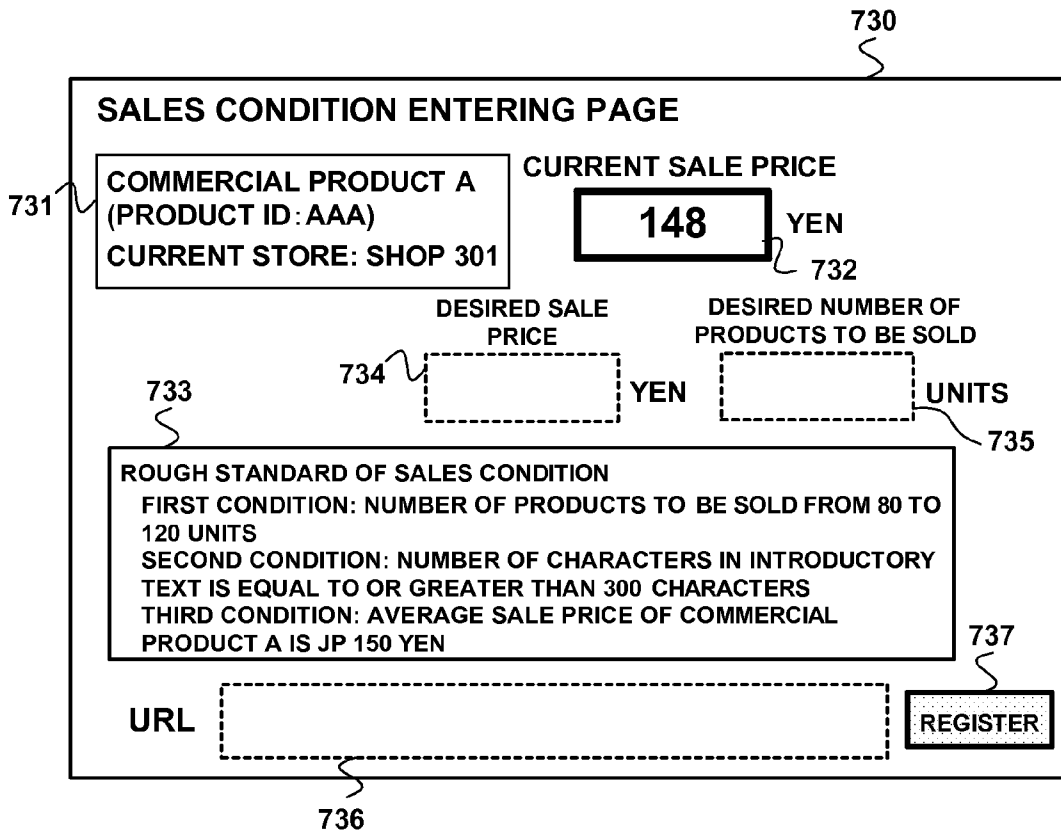 730
SALES CONDITION ENTERING PAGE
731
COMMERCIAL PRODUCT A
(PRODUCT ID: AAA)
CURRENT STORE: SHOP 301
CURRENT SALE PRICE
148 YEN
732
DESIRED SALE
PRICE
734
YEN
DESIRED NUMBER OF
PRODUCTS TO BE SOLD
UNITS
735
733
ROUGH STANDARD OF SALES CONDITION
FIRST CONDITION: NUMBER OF PRODUCTS TO BE SOLD FROM 80 TO
120 UNITS
SECOND CONDITION: NUMBER OF CHARACTERS IN INTRODUCTORY
TEXT IS EQUAL TO OR GREATER THAN 300 CHARACTERS
THIRD CONDITION: AVERAGE SALE PRICE OF COMMERCIAL
PRODUCT A IS JP 150 YEN
737
URL
REGISTER
736